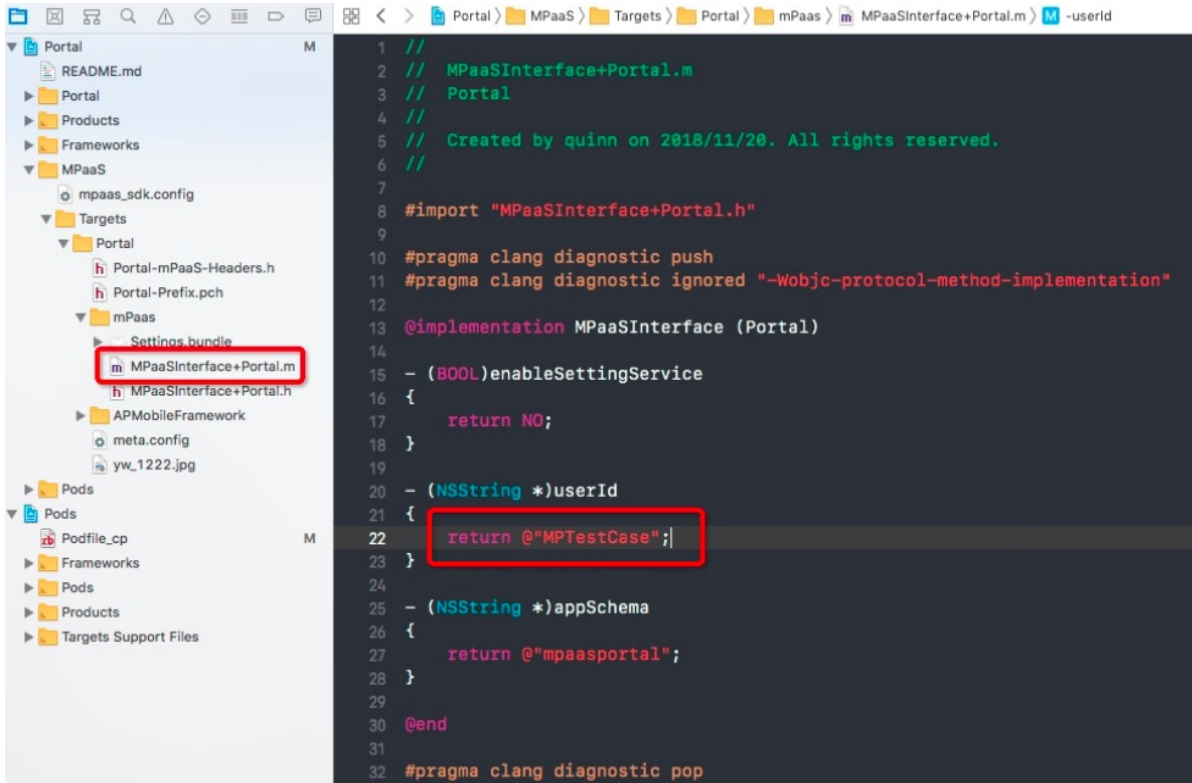 Portal > MPaaS > Targets > Portal > mPaas > m MPaaSInterface+Portal.m > M -userId
Portal M
README.md
Portal
Products
Frameworks
MPaaS
mpaas_sdk.config
Targets
Portal
h Portal-mPaaS-Headers.h
h Portal-Prefix.pch
mPaas
Settings.bundle
m MPaaSInterface+Portal.m
h MPaaSInterface+Portal.h
APMobileFramework
meta.config
yw_1222.jpg
Pods
Pods
rb Podfile_cp M
Frameworks
Pods
Products
Targets Support Files
1 //
2 //  MPaaSInterface+Portal.m
3 //  Portal
4 //
5 //  Created by quinn on 2018/11/20. All rights reserved.
6 //
7
8 #import "MPaaSInterface+Portal.h"
9
10 #pragma clang diagnostic push
11 #pragma clang diagnostic ignored "-Wobjc-protocol-method-implementation"
12
13 @implementation MPaaSInterface (Portal)
14
15 - (BOOL)enableSettingService
16 {
17     return NO;
18 }
19
20 - (NSString *)userId
21 {
22     return @"MPTestCase";
23 }
24
25 - (NSString *)appSchema
26 {
27     return @"mpaasportal";
28 }
29
30 @end
31
32 #pragma clang diagnostic pop